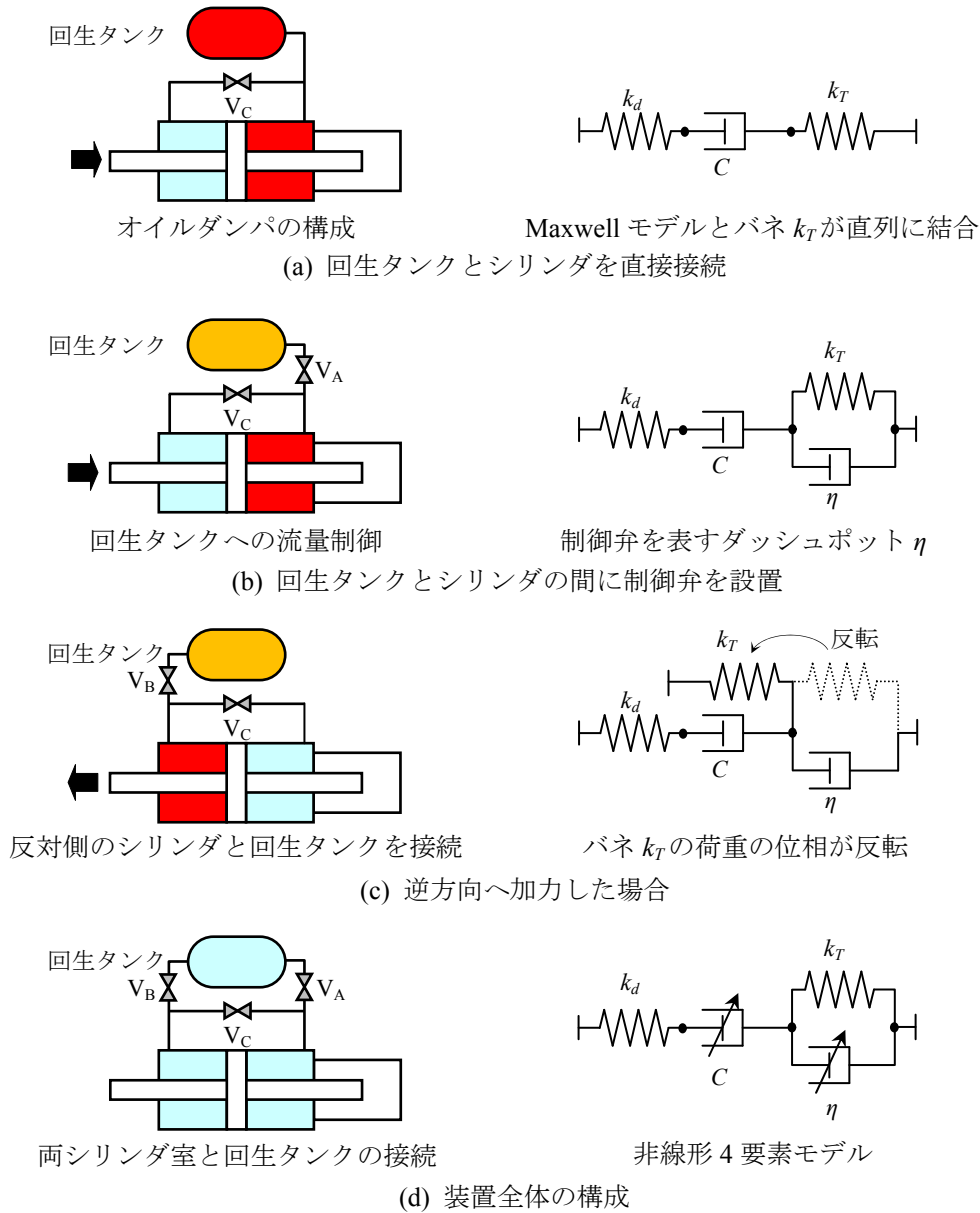 回生タンク
V_C
k_d
C
k_T
オイルダンパの構成
Maxwell モデルとバネ k_T が直列に結合
(a) 回生タンクとシリンダを直接接続
回生タンク
V_A
V_C
k_d
C
k_T
η
回生タンクへの流量制御
制御弁を表すダッシュポット η
(b) 回生タンクとシリンダの間に制御弁を設置
回生タンク
V_B
V_C
k_T
反転
k_d
C
η
反対側のシリンダと回生タンクを接続
バネ k_T の荷重の位相が反転
(c) 逆方向へ加力した場合
回生タンク
V_B
V_A
V_C
k_d
C
k_T
η
両シリンダ室と回生タンクの接続
非線形 4 要素モデル
(d) 装置全体の構成